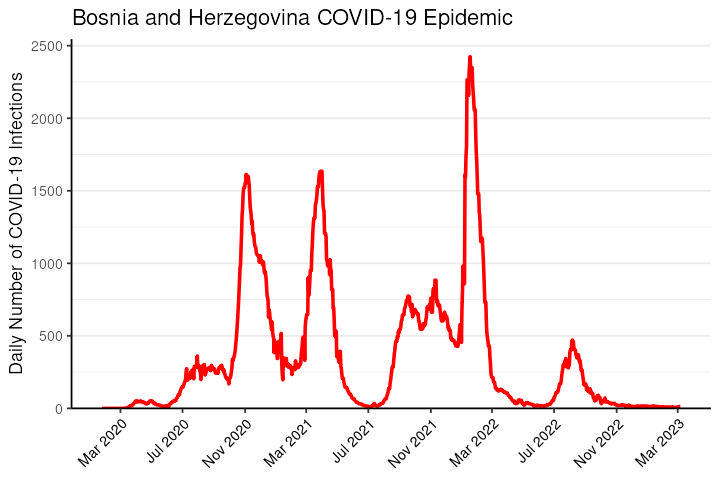 Bosnia and Herzegovina COVID-19 Epidemic
Daily Number of COVID-19 Infections
2500
2000
1500
1000
500
0
Mar 2020
Jul 2020
Nov 2020
Mar 2021
Jul 2021
Nov 2021
Mar 2022
Jul 2022
Nov 2022
Mar 2023